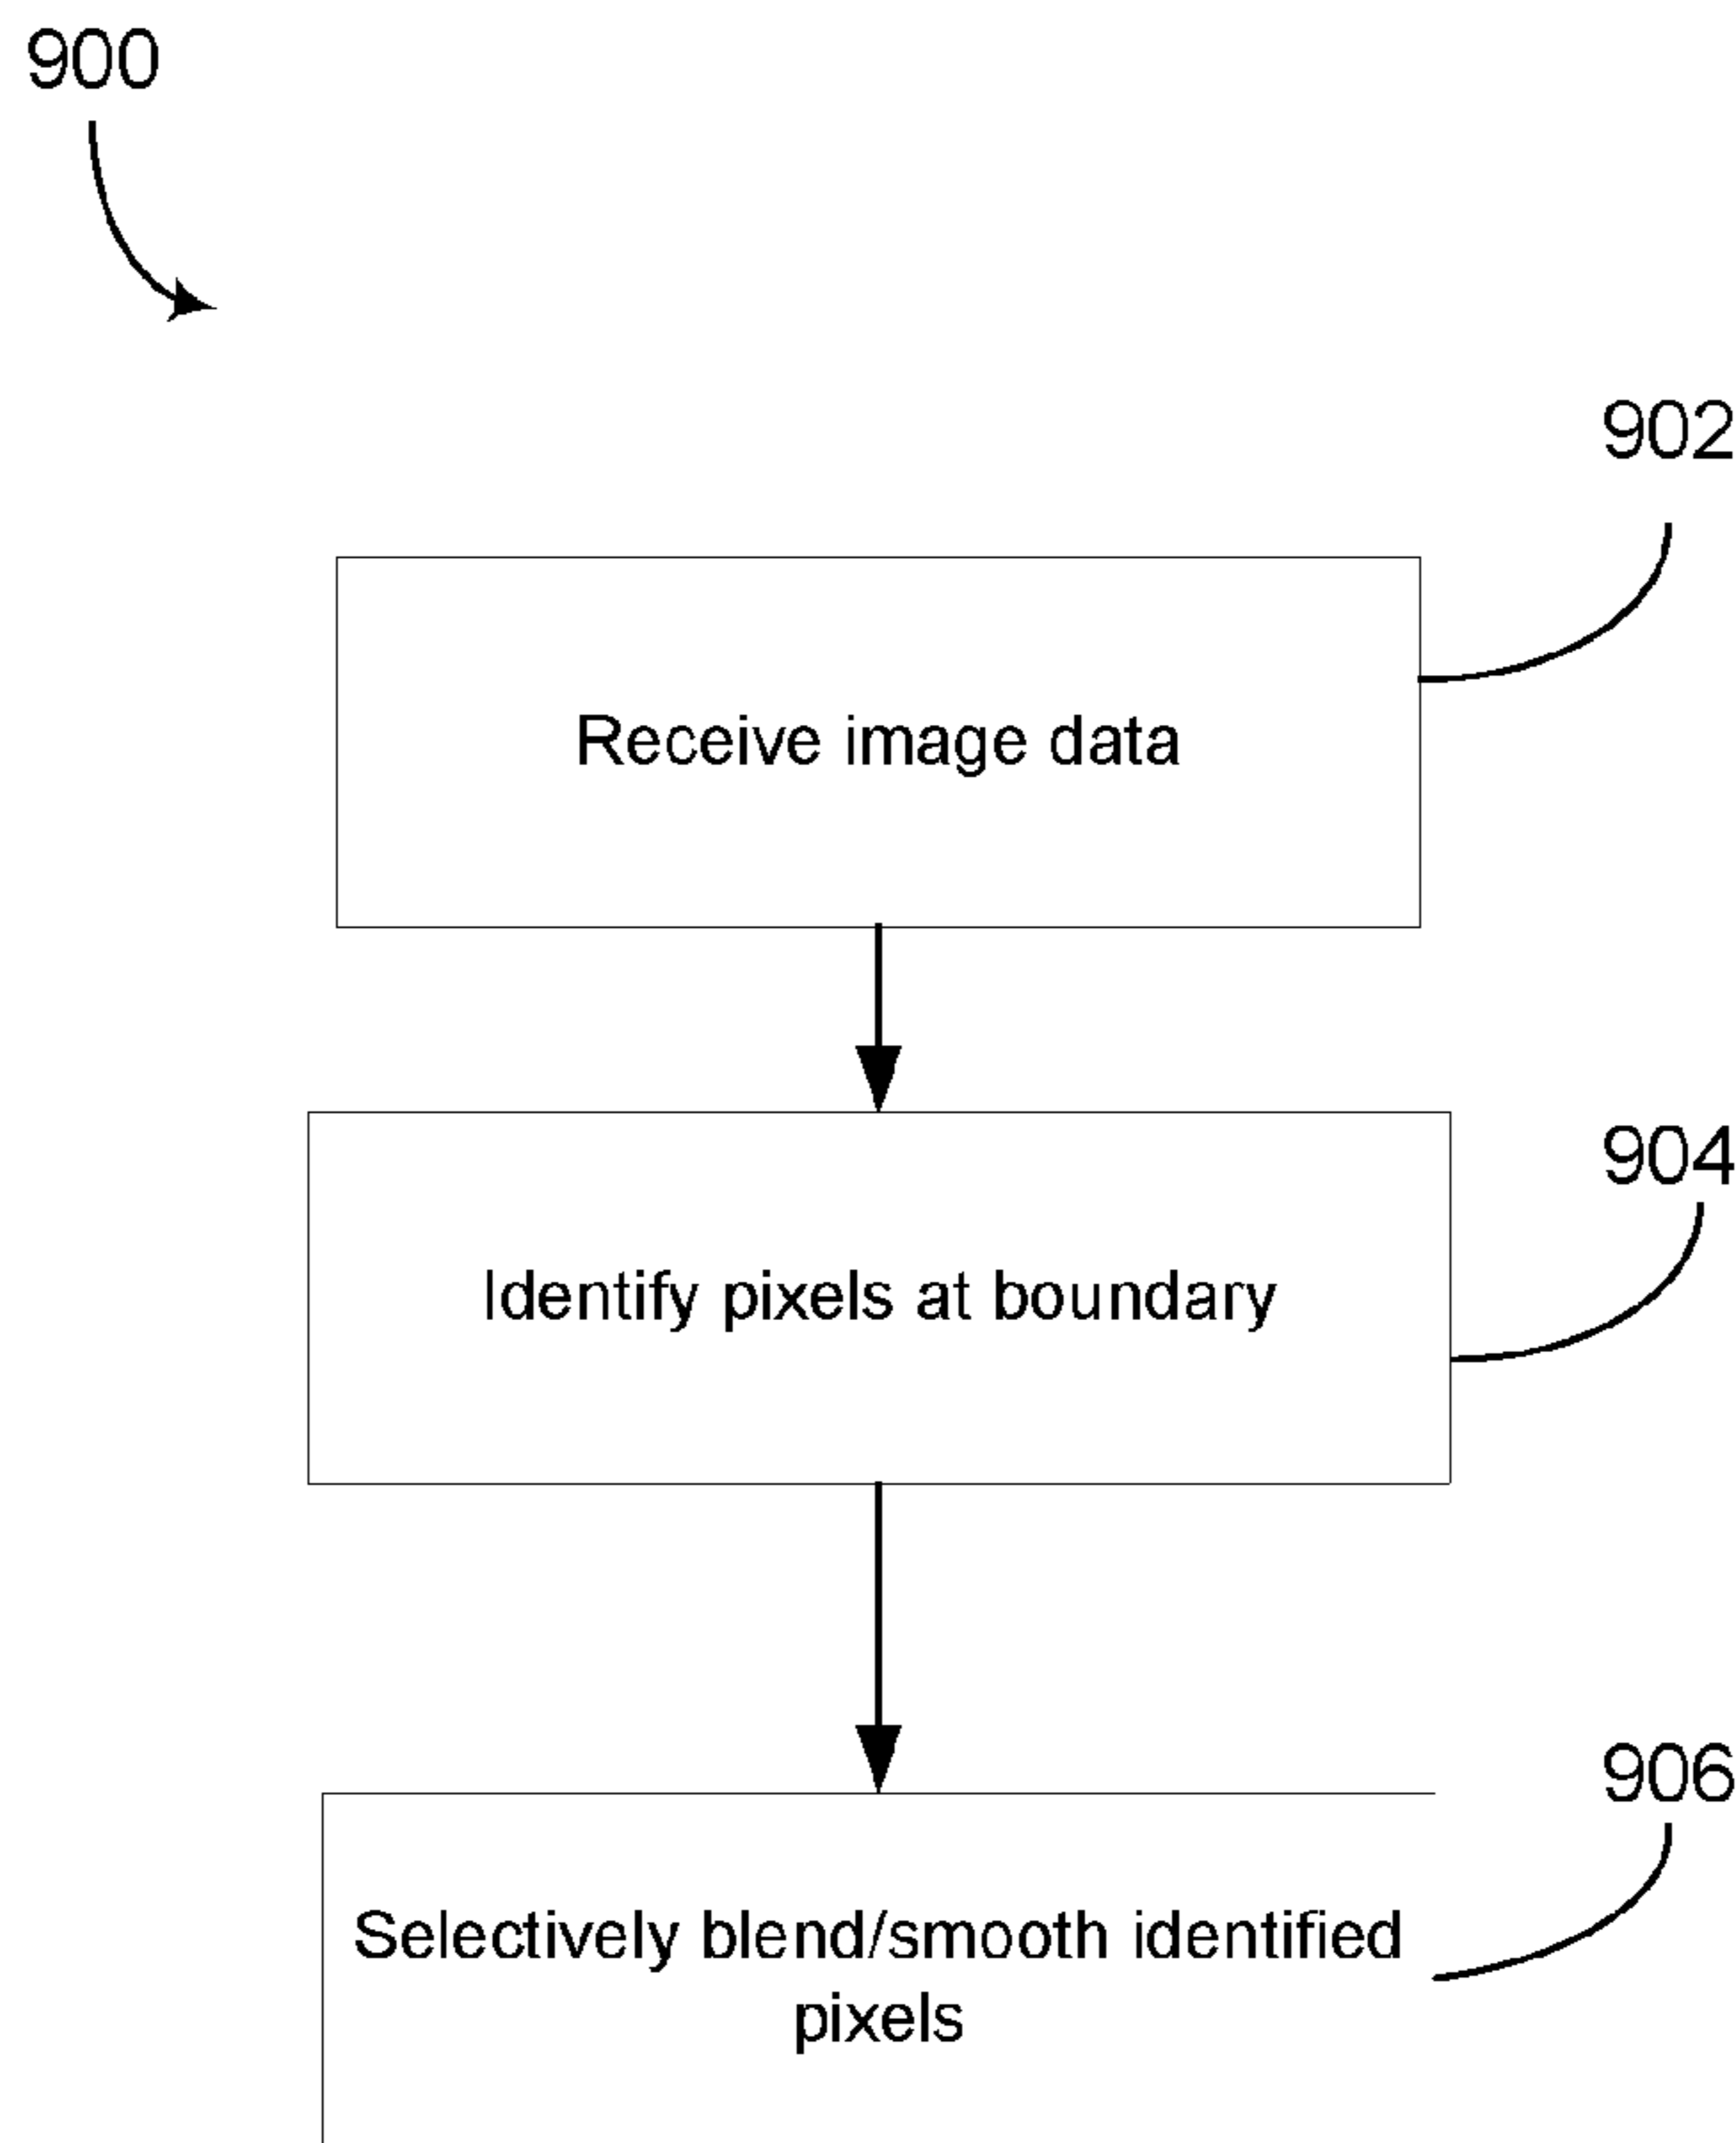 900
902
Receive image data
904
Identify pixels at boundary
906
Selectively blend/smooth identified
pixels